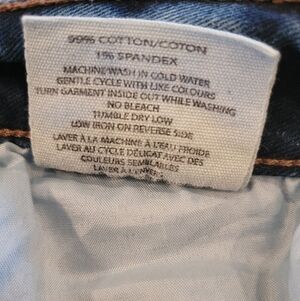 99% COTTON/COTON
1% SPANDEX
MACHINE WASH IN COLD WATER
GENTLE CYCLE WITH LIKE COLOURS
TURN GARMENT INSIDE OUT WHILE WASHING
NO BLEACH
TUMBLE DRY LOW
LOW IRON ON REVERSE SIDE
LAVER A LA MACHINE A L'EAU FROIDE
LAVER AU CYCLE DÉLICAT AVEC DES
COULEURS SEMBLABLES
LAVER À L'ENVERS